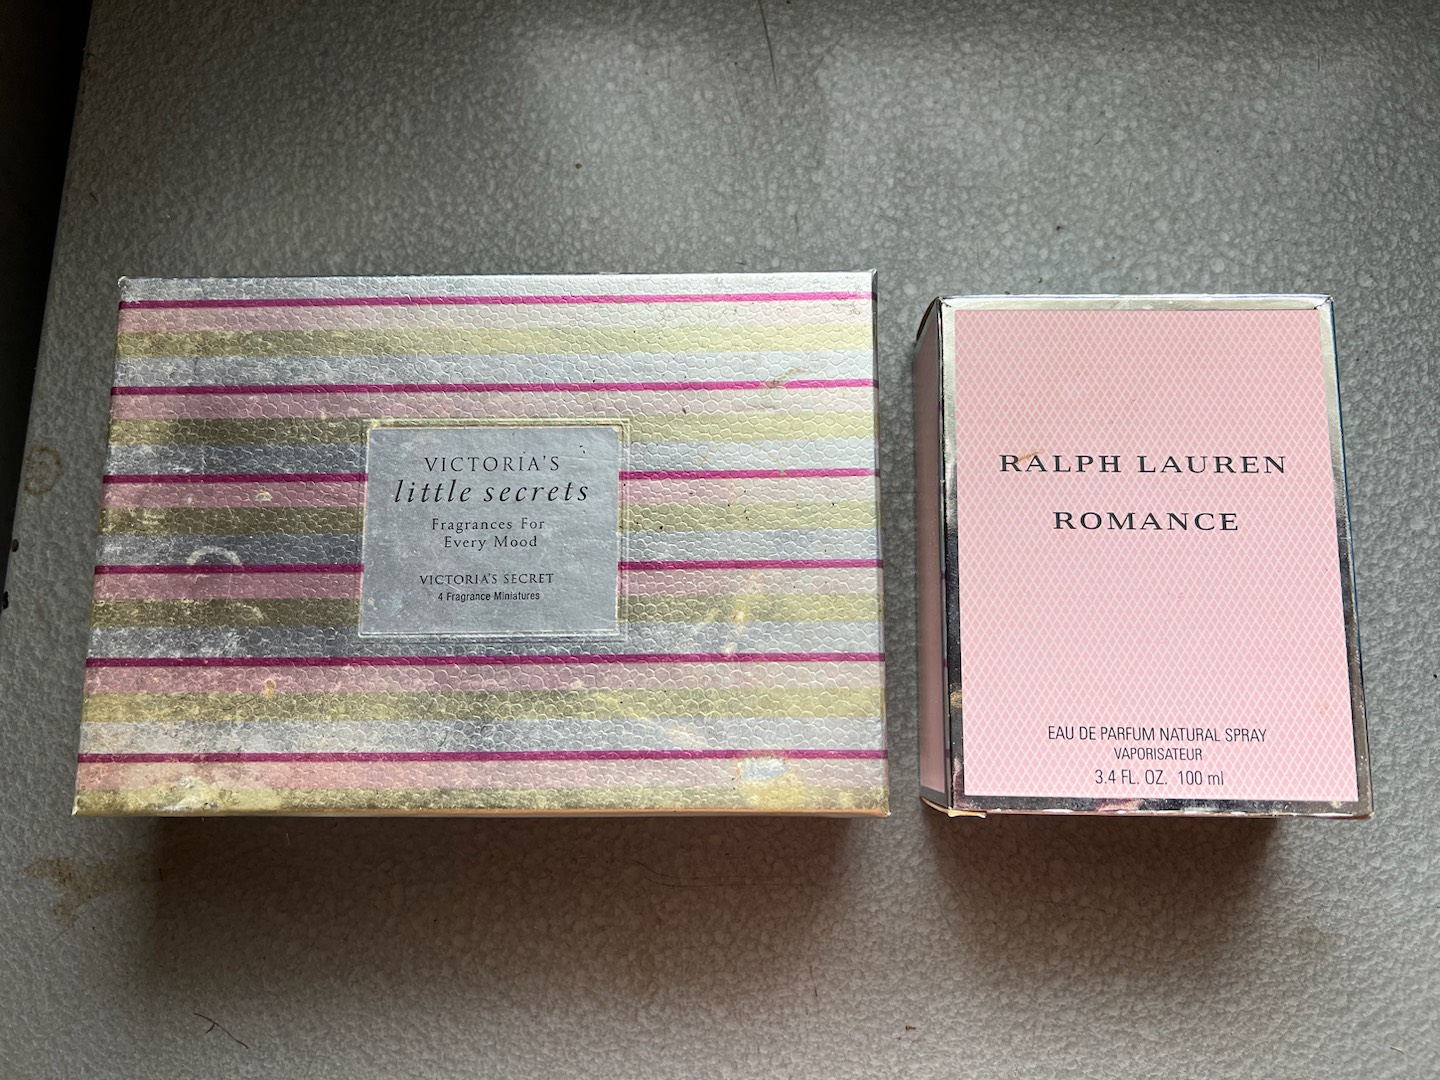 VICTORIA'S
little secrets
Fragrances For
Every Mood
VICTORIA'S SECRET
4 Fragrance Miniatures
RALPH LAUREN
ROMANCE
EAU DE PARFUM NATURAL SPRAY
VAPORISATEUR
3.4 FL. OZ. 100 ml